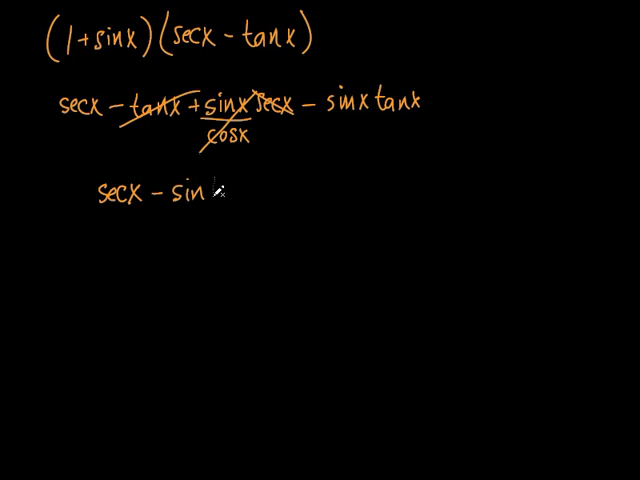 (1+sinx)(secx - tanx)
secx - tanx + sinx secx - sinx tanx
cosx
secx - sin